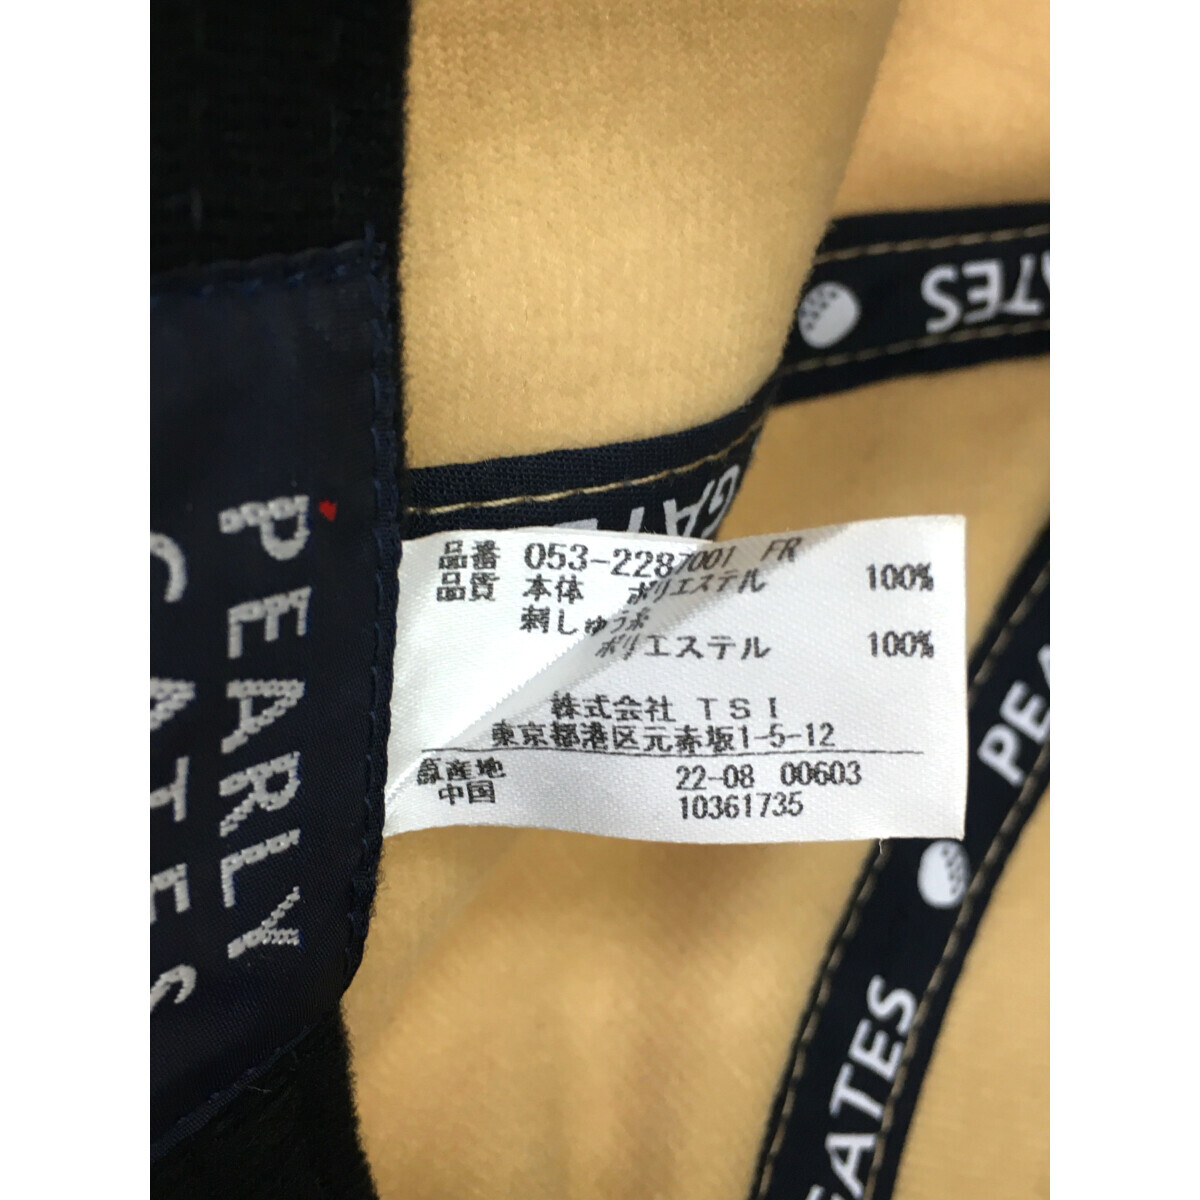 品番 053-2287001 FR
品質 本体 ポリエステル 100%
刺しゅう糸
ポリエステル 100%
株式会社 TSI
東京都港区元赤坂1-5-12
原産地 22-08 00603
中国 10361735
PEARLY
GATES
GATES
GATES
PEA
GATES